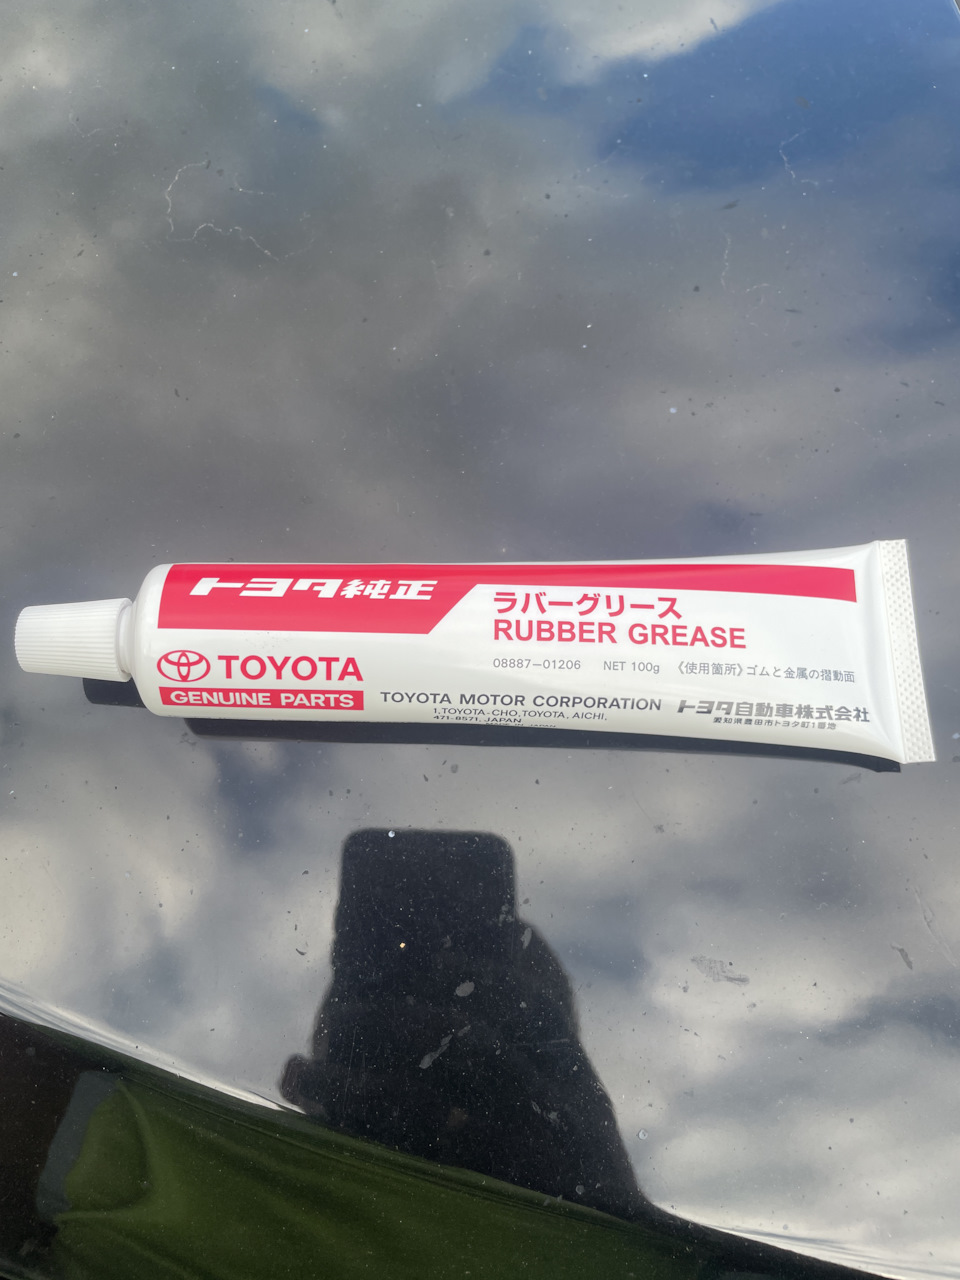 トヨタ純正
ラバーグリース
RUBBER GREASE
TOYOTA
08887-01206 NET 100g 《使用箇所》ゴムと金属の摺動面
GENUINE PARTS
TOYOTA MOTOR CORPORATION トヨタ自動車株式会社
1,TOYOTA-CHO,TOYOTA, AICHI, 愛知県豊田市トヨタ町1番地
471-8571, JAPAN
MADE IN JAPAN